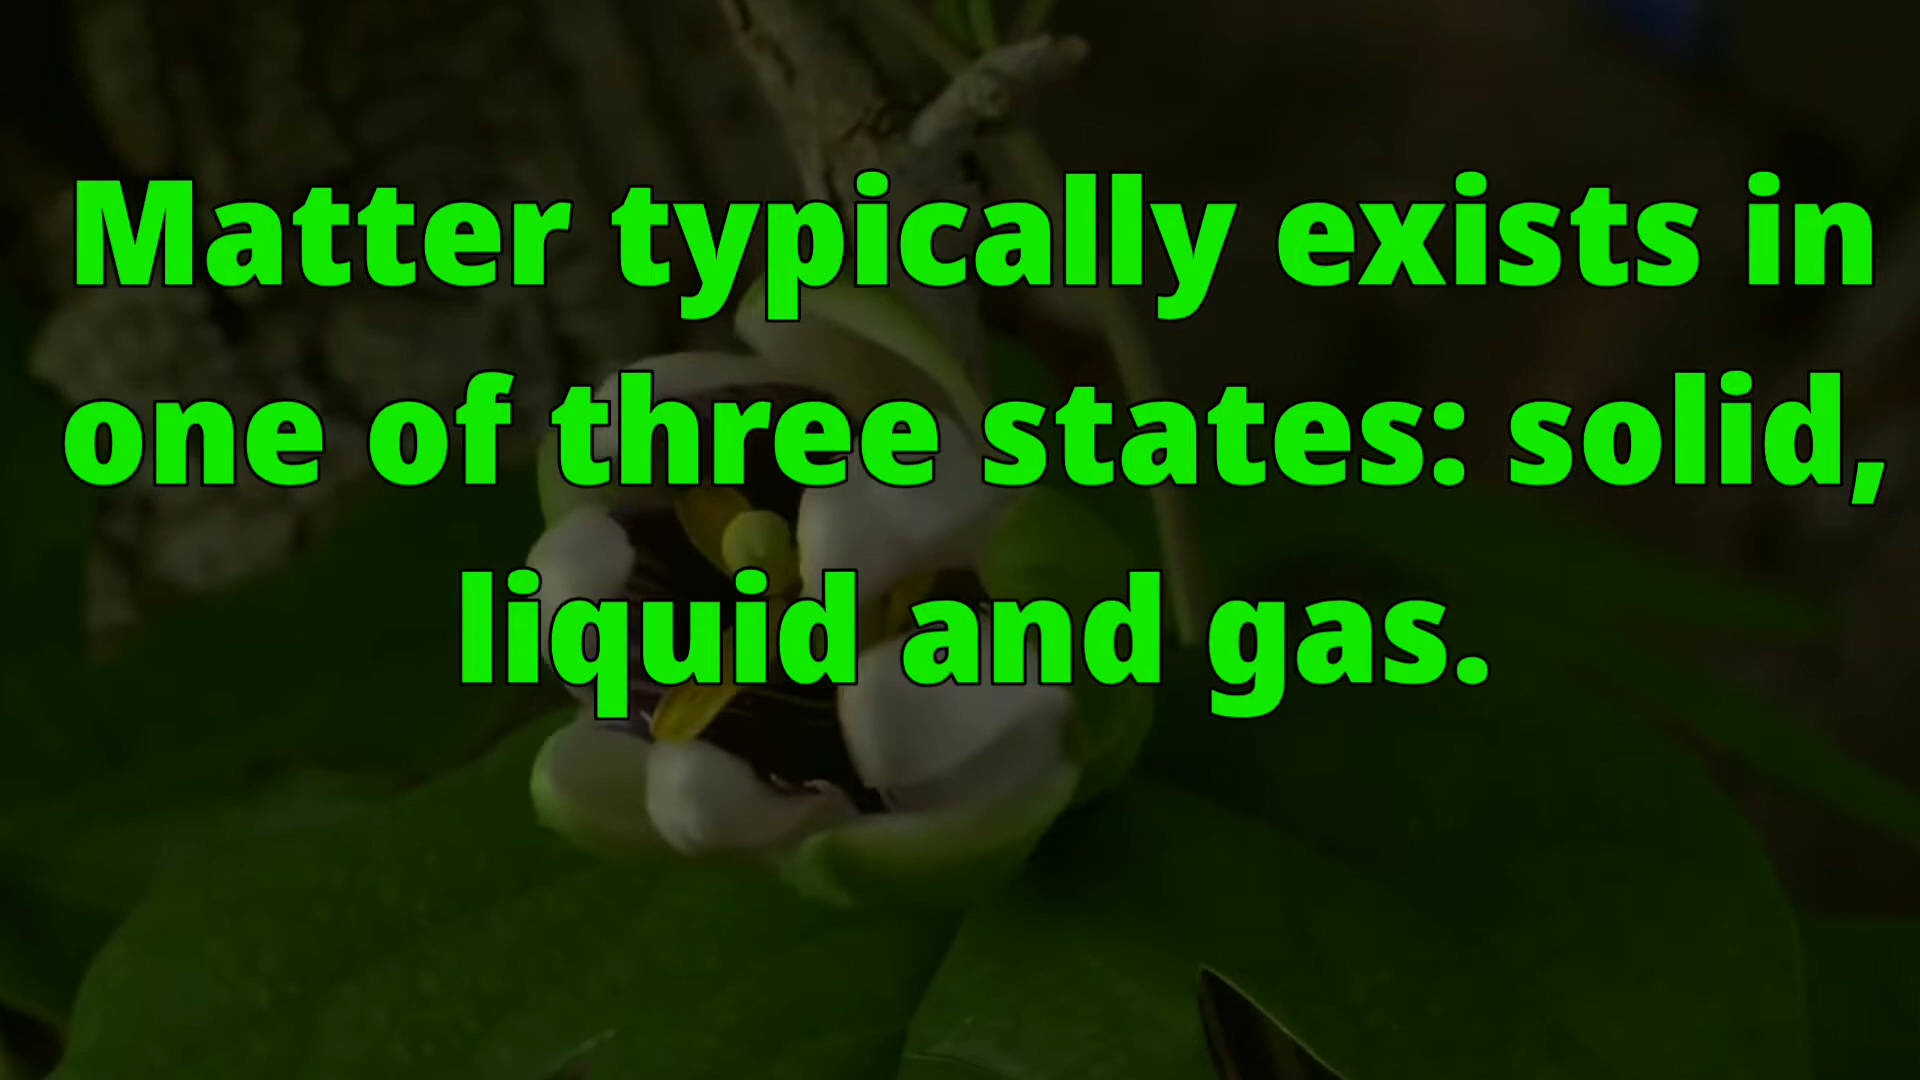 Matter typically exists in
one of three states: solid,
liquid and gas.